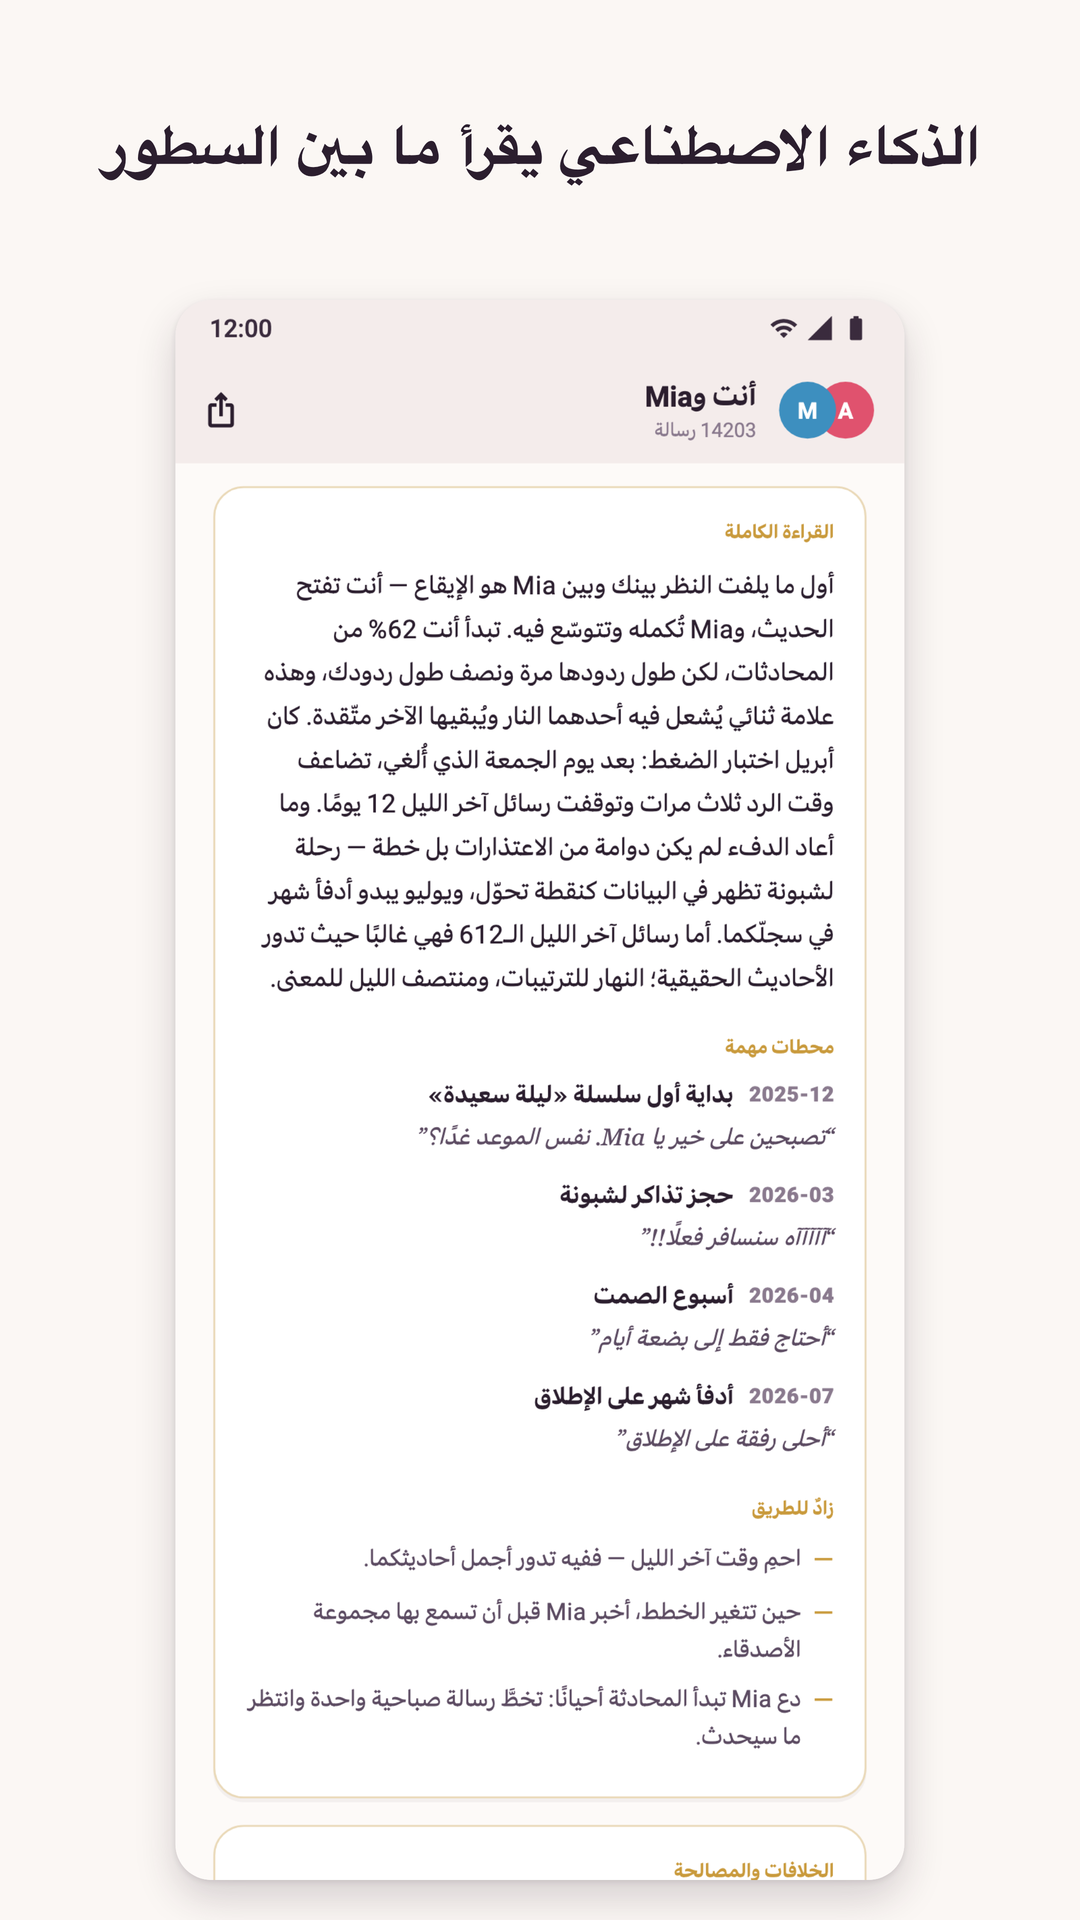 الذكاء الاصطناعي يقرأ ما بين السطور
12:00
M A
أنت وMia
14203 رسالة
القراءة الكاملة
أول ما يلفت النظر بينك وبين Mia هو الإيقاع — أنت تفتح
الحديث، وMia تُكمله وتتوسّع فيه. تبدأ أنت 62% من
المحادثات، لكن طول ردودها مرة ونصف طول ردودك، وهذه
علامة ثنائي يُشعل فيه أحدهما النار ويُبقيها الآخر متّقدة. كان
أبريل اختبار الضغط: بعد يوم الجمعة الذي أُلغي، تضاعف
وقت الرد ثلاث مرات وتوقفت رسائل آخر الليل 12 يومًا. وما
أعاد الدفء لم يكن دوامة من الاعتذارات بل خطة — رحلة
لشبونة تظهر في البيانات كنقطة تحوّل، ويوليو يبدو أدفأ شهر
في سجلّكما. أما رسائل آخر الليل الـ612 فهي غالبًا حيث تدور
الأحاديث الحقيقية؛ النهار للترتيبات، ومنتصف الليل للمعنى.
محطات مهمة
2025-12 بداية أول سلسلة «ليلة سعيدة»
“تصبحين على خير يا Mia. نفس الموعد غدًا؟”
2026-03 حجز تذاكر لشبونة
“آآآآآه سنسافر فعلًا!!”
2026-04 أسبوع الصمت
“أحتاج فقط إلى بضعة أيام”
2026-07 أدفأ شهر على الإطلاق
“أحلى رفقة على الإطلاق”
زادٌ للطريق
— احمِ وقت آخر الليل — ففيه تدور أجمل أحاديثكما.
— حين تتغير الخطط، أخبر Mia قبل أن تسمع بها مجموعة
الأصدقاء.
— دع Mia تبدأ المحادثة أحيانًا: تخطَّ رسالة صباحية واحدة وانتظر
ما سيحدث.
الخلافات والمصالحة